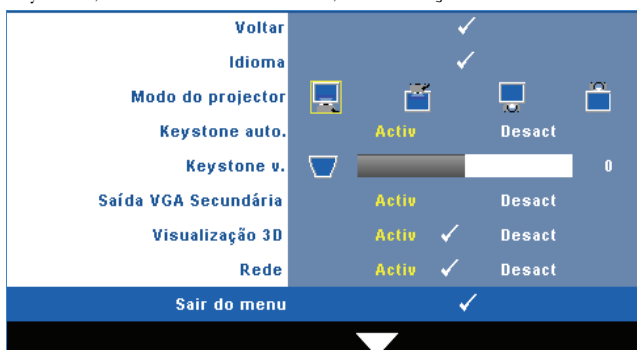 Voltar
Idioma
Modo do projector
Keystone auto. Activ Desact
Keystone v. 0
Saída VGA Secundária Activ Desact
Visualização 3D Activ Desact
Rede Activ Desact
Sair do menu